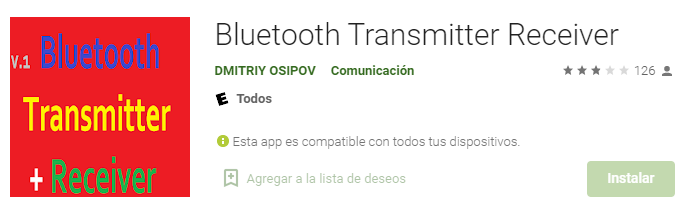 V.1 Bluetooth
Transmitter
+ Receiver
Bluetooth Transmitter Receiver
DMITRIY OSIPOV Comunicación
126
E Todos
Esta app es compatible con todos tus dispositivos.
Agregar a la lista de deseos
Instalar